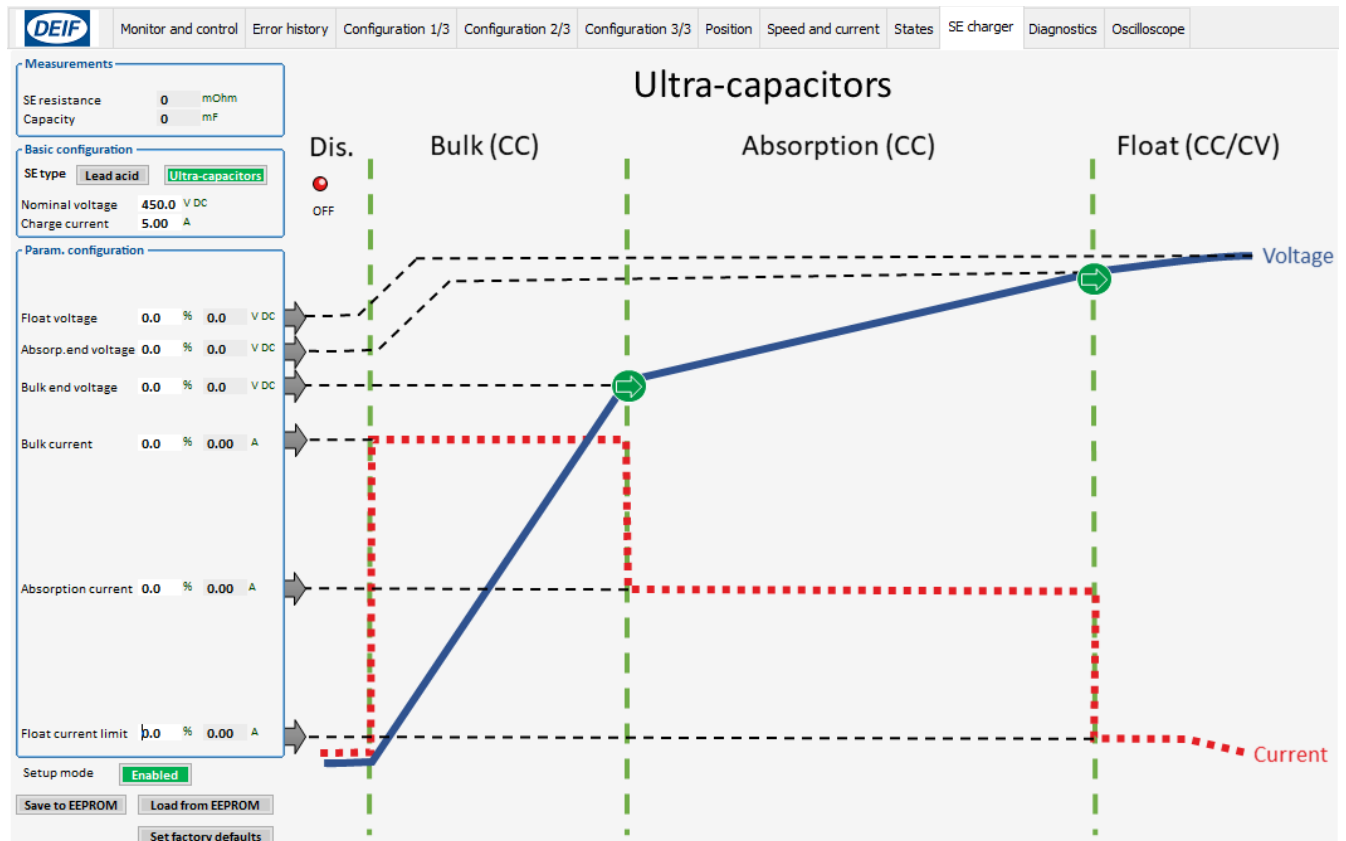 DEIF
Monitor and control Error history Configuration 1/3 Configuration 2/3 Configuration 3/3 Position Speed and current States SE charger Diagnostics Oscilloscope
Measurements
SE resistance 0 mOhm
Capacity 0 mF
Basic configuration
SE type Lead acid Ultra-capacitors
Nominal voltage 450.0 V DC
Charge current 5.00 A
Param. configuration
Float voltage 0.0 % 0.0 V DC
Absorp.end voltage 0.0 % 0.0 V DC
Bulk end voltage 0.0 % 0.0 V DC
Bulk current 0.0 % 0.00 A
Absorption current 0.0 % 0.00 A
Float current limit 0.0 % 0.00 A
Setup mode Enabled
Save to EEPROM Load from EEPROM
Set factory defaults
Ultra-capacitors
Dis. Bulk (CC) Absorption (CC) Float (CC/CV)
OFF
Voltage
Current